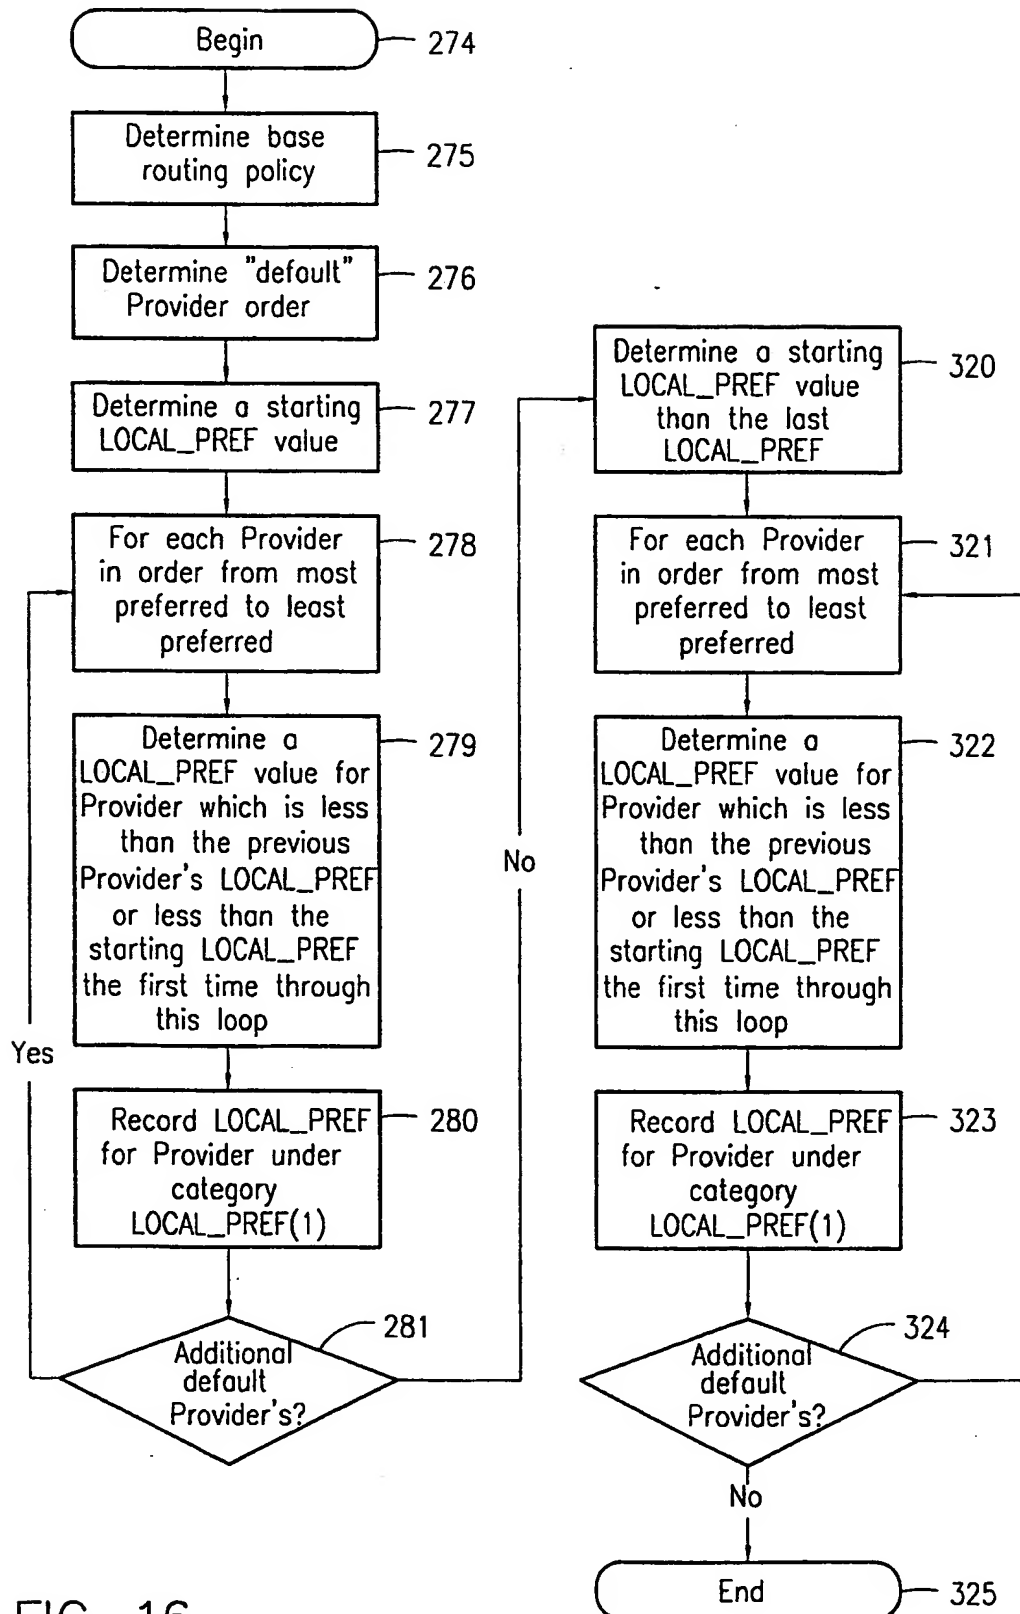 Begin
274
Determine base
routing policy
275
Determine "default"
Provider order
276
Determine a starting
LOCAL_PREF value
277
For each Provider
in order from most
preferred to least
preferred
278
Determine a
LOCAL_PREF value for
Provider which is less
than the previous
Provider's LOCAL_PREF
or less than the
starting LOCAL_PREF
the first time through
this loop
279
Yes
Record LOCAL_PREF
for Provider under
category
LOCAL_PREF(1)
280
Additional
default
Provider's?
281
No
Determine a starting
LOCAL_PREF value
than the last
LOCAL_PREF
320
For each Provider
in order from most
preferred to least
preferred
321
Determine a
LOCAL_PREF value for
Provider which is less
than the previous
Provider's LOCAL_PREF
or less than the
starting LOCAL_PREF
the first time through
this loop
322
Record LOCAL_PREF
for Provider under
category
LOCAL_PREF(1)
323
Additional
default
Provider's?
324
No
End
325
FIG. 16